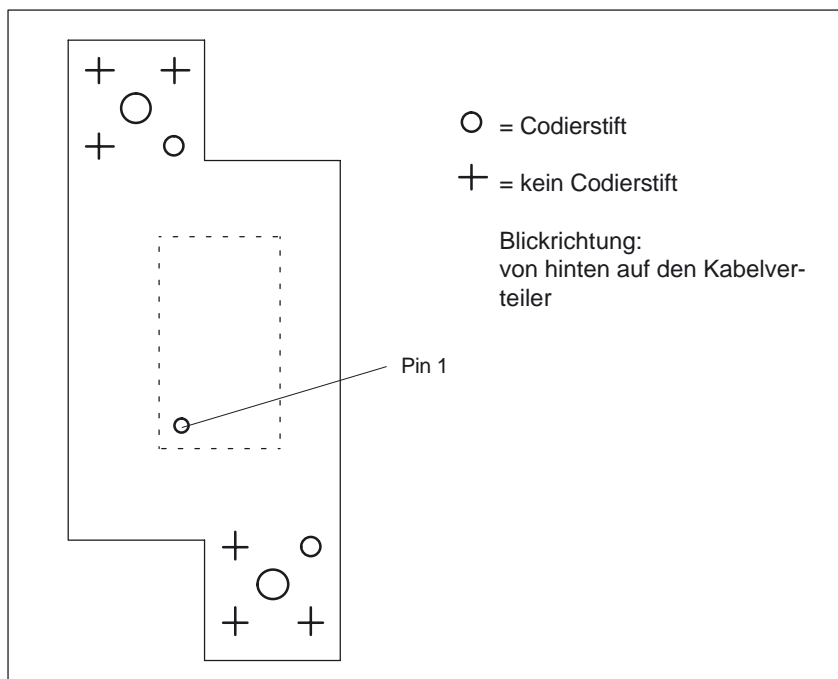 = Codierstift
= kein Codierstift
Blickrichtung:
von hinten auf den Kabelver-
teiler
Pin 1